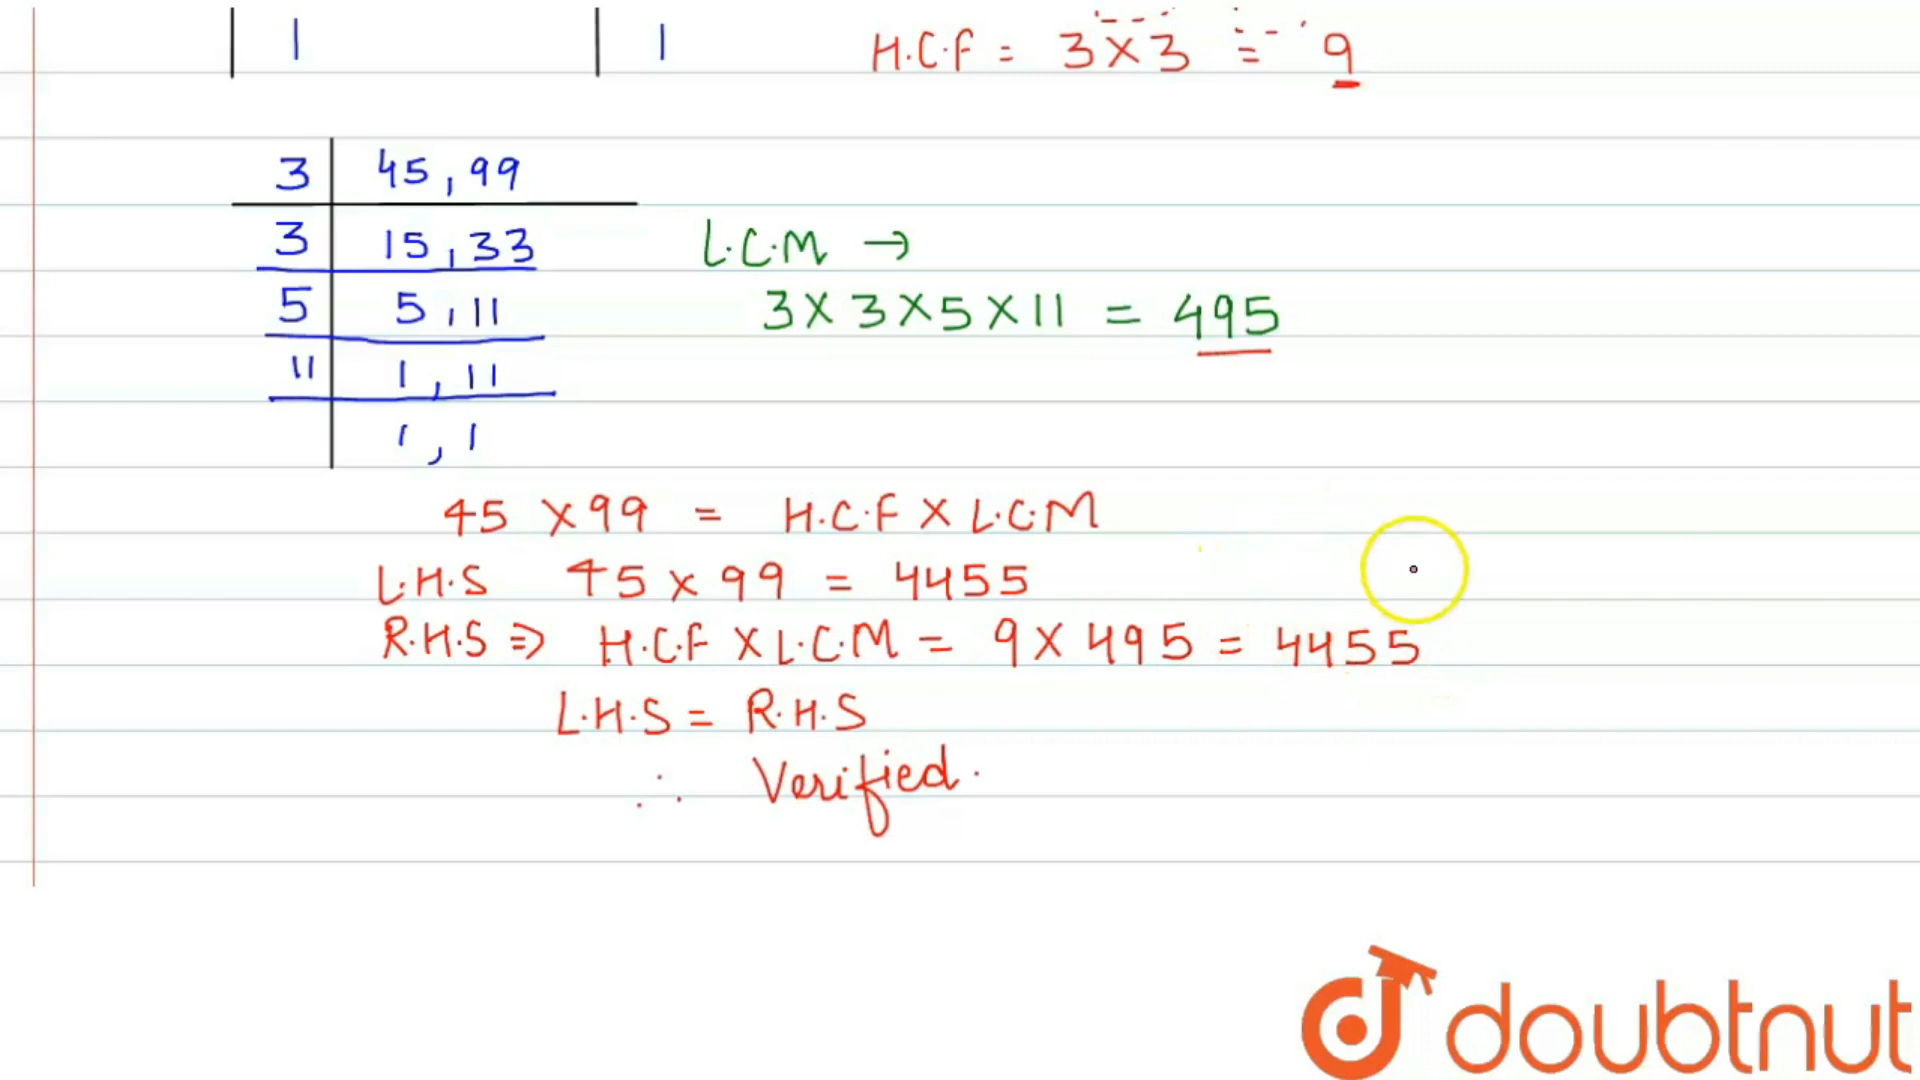 1 1 H.C.F = 3 × 3 = 9
3 45, 99
3 15, 33
L.C.M →
5 5, 11
3 × 3 × 5 × 11 = 495
11 1, 11
1, 1
45 × 99 = H.C.F × L.C.M
L.H.S 45 × 99 = 4455
R.H.S ⇒ H.C.F × L.C.M = 9 × 495 = 4455
L.H.S = R.H.S
∴ Verified.
doubtnut